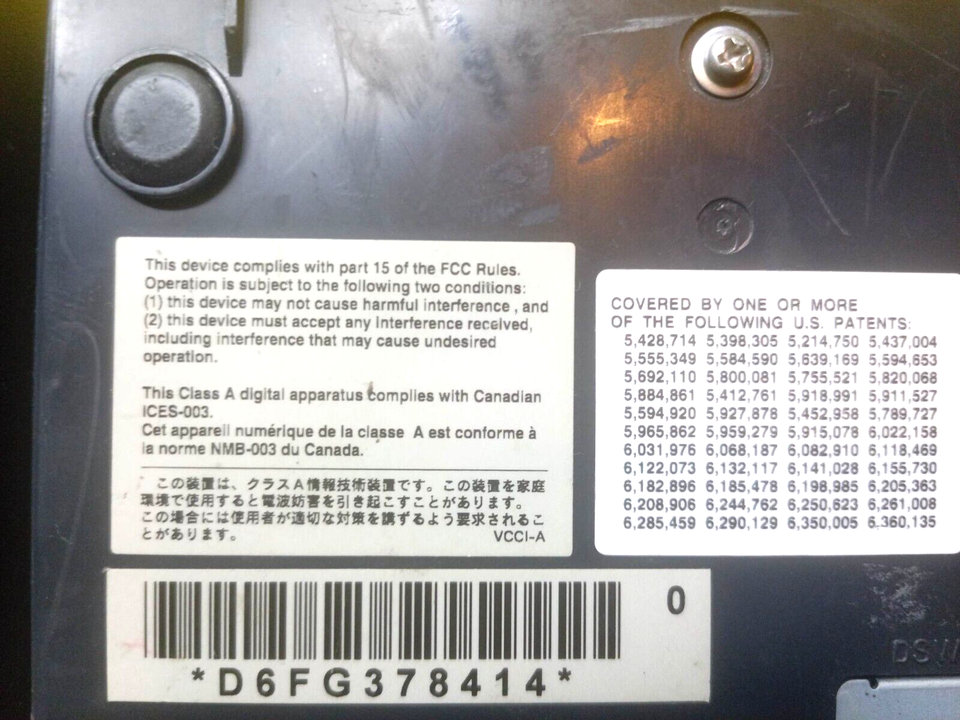 This device complies with part 15 of the FCC Rules.
Operation is subject to the following two conditions:
(1) this device may not cause harmful interference , and
(2) this device must accept any interference received,
including interference that may cause undesired
operation.
This Class A digital apparatus complies with Canadian
ICES-003.
Cet appareil numérique de la classe A est conforme à
la norme NMB-003 du Canada.
この装置は、クラスA情報技術装置です。この装置を家庭
環境で使用すると電波妨害を引き起こすことがあります。
この場合には使用者が適切な対策を講ずるよう要求されるこ
とがあります。
VCCI-A
COVERED BY ONE OR MORE
OF THE FOLLOWING U.S. PATENTS:
5,428,714 5,398,305 5,214,750 5,437,004
5,555,349 5,584,590 5,639,169 5,594,653
5,692,110 5,800,081 5,755,521 5,820,068
5,884,861 5,412,761 5,918,991 5,911,527
5,594,920 5,927,878 5,452,958 5,789,727
5,965,862 5,959,279 5,915,078 6,022,158
6,031,976 6,068,187 6,082,910 6,118,469
6,122,073 6,132,117 6,141,028 6,155,730
6,182,896 6,185,478 6,198,985 6,205,363
6,208,906 6,244,762 6,250,623 6,261,008
6,285,459 6,290,129 6,350,005 6,360,135
0
*D6FG378414*